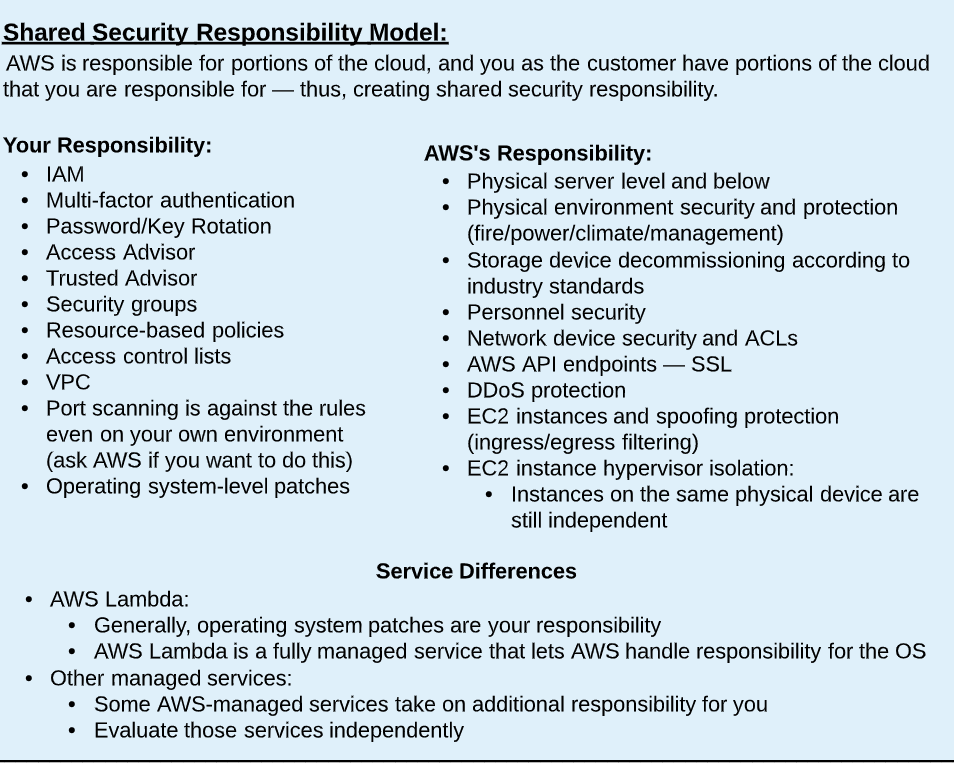 Shared Security Responsibility Model:
AWS is responsible for portions of the cloud, and you as the customer have portions of the cloud
that you are responsible for — thus, creating shared security responsibility.
Your Responsibility:
• IAM
• Multi-factor authentication
• Password/Key Rotation
• Access Advisor
• Trusted Advisor
• Security groups
• Resource-based policies
• Access control lists
• VPC
• Port scanning is against the rules
even on your own environment
(ask AWS if you want to do this)
• Operating system-level patches
AWS's Responsibility:
• Physical server level and below
• Physical environment security and protection
(fire/power/climate/management)
• Storage device decommissioning according to
industry standards
• Personnel security
• Network device security and ACLs
• AWS API endpoints — SSL
• DDoS protection
• EC2 instances and spoofing protection
(ingress/egress filtering)
• EC2 instance hypervisor isolation:
• Instances on the same physical device are
still independent
Service Differences
• AWS Lambda:
• Generally, operating system patches are your responsibility
• AWS Lambda is a fully managed service that lets AWS handle responsibility for the OS
• Other managed services:
• Some AWS-managed services take on additional responsibility for you
• Evaluate those services independently